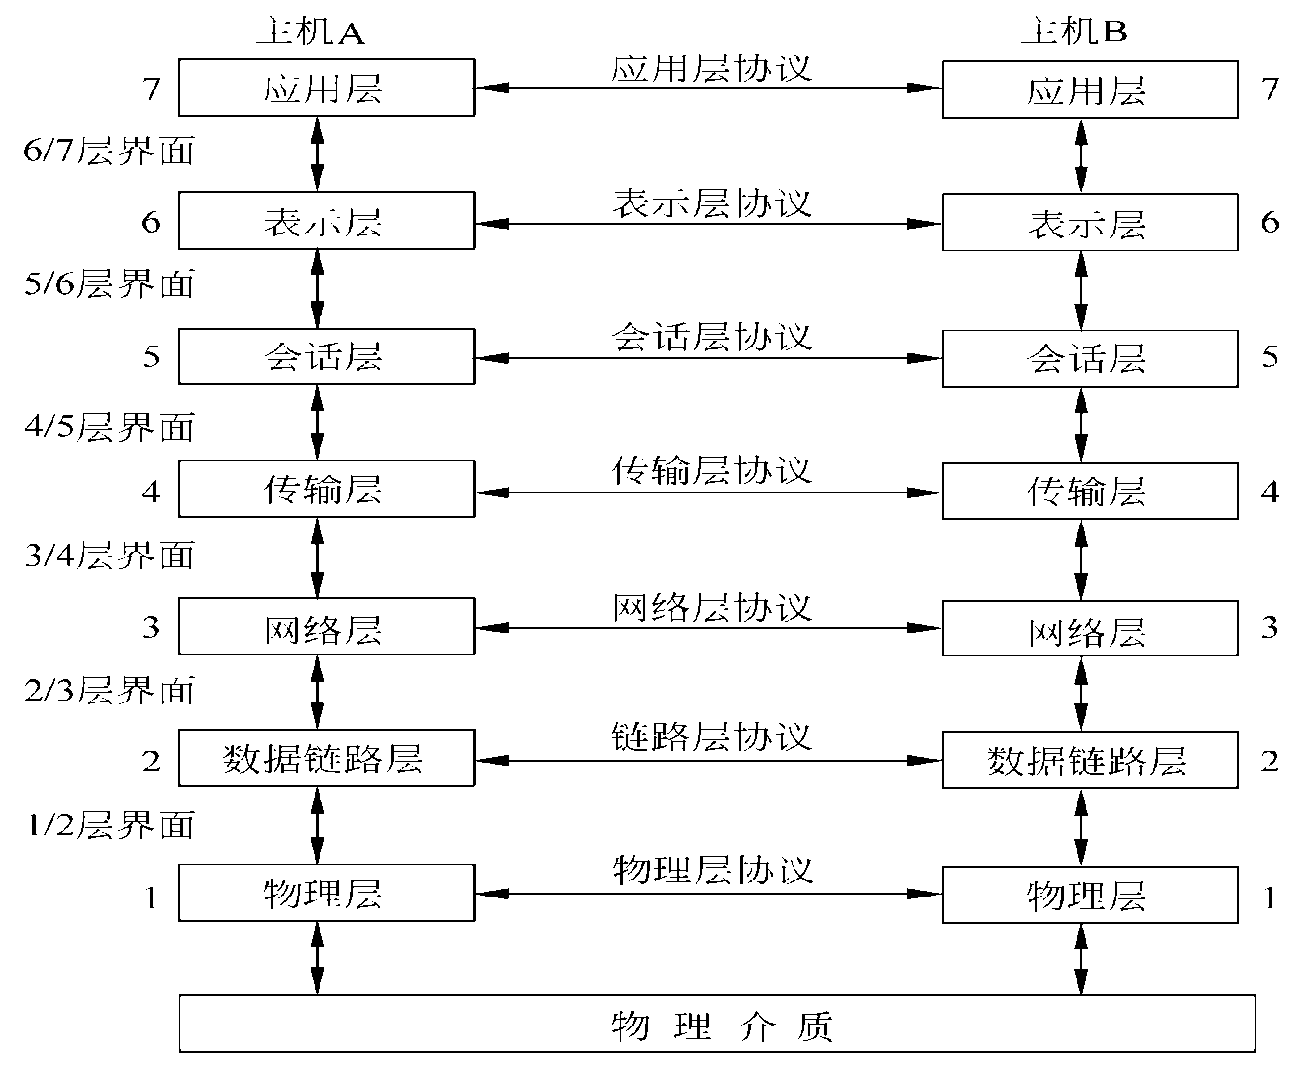 主机A 主机B
7 应用层 应用层协议 应用层 7
6/7层界面
6 表示层 表示层协议 表示层 6
5/6层界面
5 会话层 会话层协议 会话层 5
4/5层界面
4 传输层 传输层协议 传输层 4
3/4层界面
3 网络层 网络层协议 网络层 3
2/3层界面
2 数据链路层 链路层协议 数据链路层 2
1/2层界面
1 物理层 物理层协议 物理层 1
物理介质